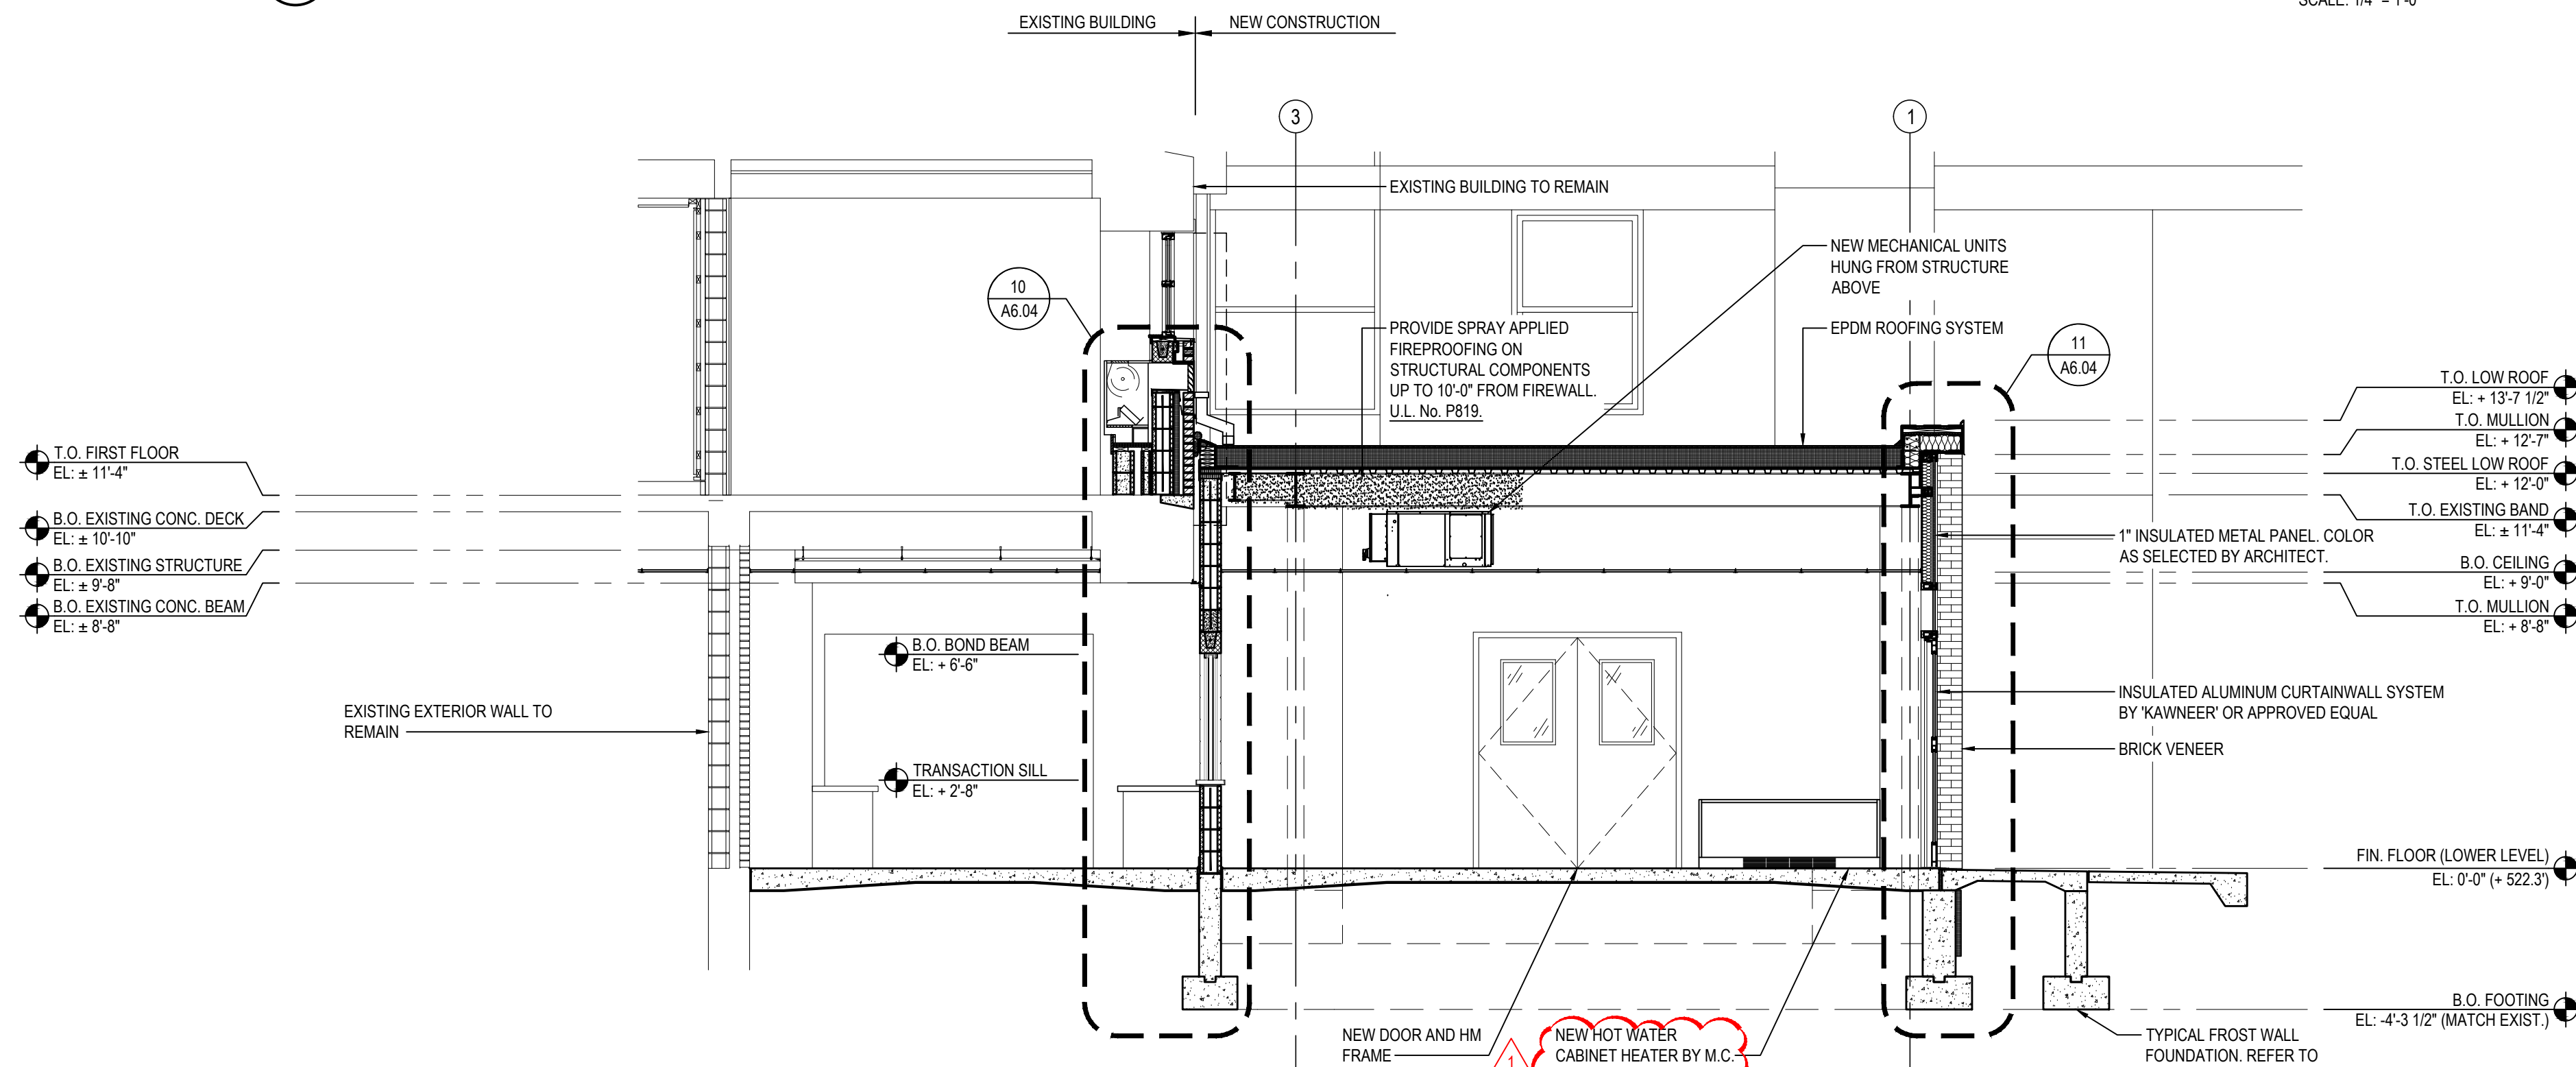 SCALE: 1/4" = 1'-0"
EXISTING BUILDING
NEW CONSTRUCTION
3
1
EXISTING BUILDING TO REMAIN
NEW MECHANICAL UNITS
HUNG FROM STRUCTURE
ABOVE
10
A6.04
PROVIDE SPRAY APPLIED
FIREPROOFING ON
STRUCTURAL COMPONENTS
UP TO 10'-0" FROM FIREWALL.
U.L. No. P819.
EPDM ROOFING SYSTEM
11
A6.04
T.O. LOW ROOF
EL: + 13'-7 1/2"
T.O. MULLION
EL: + 12'-7"
T.O. STEEL LOW ROOF
EL: + 12'-0"
T.O. EXISTING BAND
EL: ± 11'-4"
B.O. CEILING
EL: + 9'-0"
T.O. MULLION
EL: + 8'-8"
T.O. FIRST FLOOR
EL: ± 11'-4"
B.O. EXISTING CONC. DECK
EL: ± 10'-10"
B.O. EXISTING STRUCTURE
EL: ± 9'-8"
B.O. EXISTING CONC. BEAM
EL: ± 8'-8"
1" INSULATED METAL PANEL. COLOR
AS SELECTED BY ARCHITECT.
B.O. BOND BEAM
EL: + 6'-6"
EXISTING EXTERIOR WALL TO
REMAIN
TRANSACTION SILL
EL: + 2'-8"
INSULATED ALUMINUM CURTAINWALL SYSTEM
BY 'KAWNEER' OR APPROVED EQUAL
BRICK VENEER
FIN. FLOOR (LOWER LEVEL)
EL: 0'-0" (+ 522.3')
B.O. FOOTING
EL: -4'-3 1/2" (MATCH EXIST.)
NEW DOOR AND HM
FRAME
1
NEW HOT WATER
CABINET HEATER BY M.C.
TYPICAL FROST WALL
FOUNDATION. REFER TO